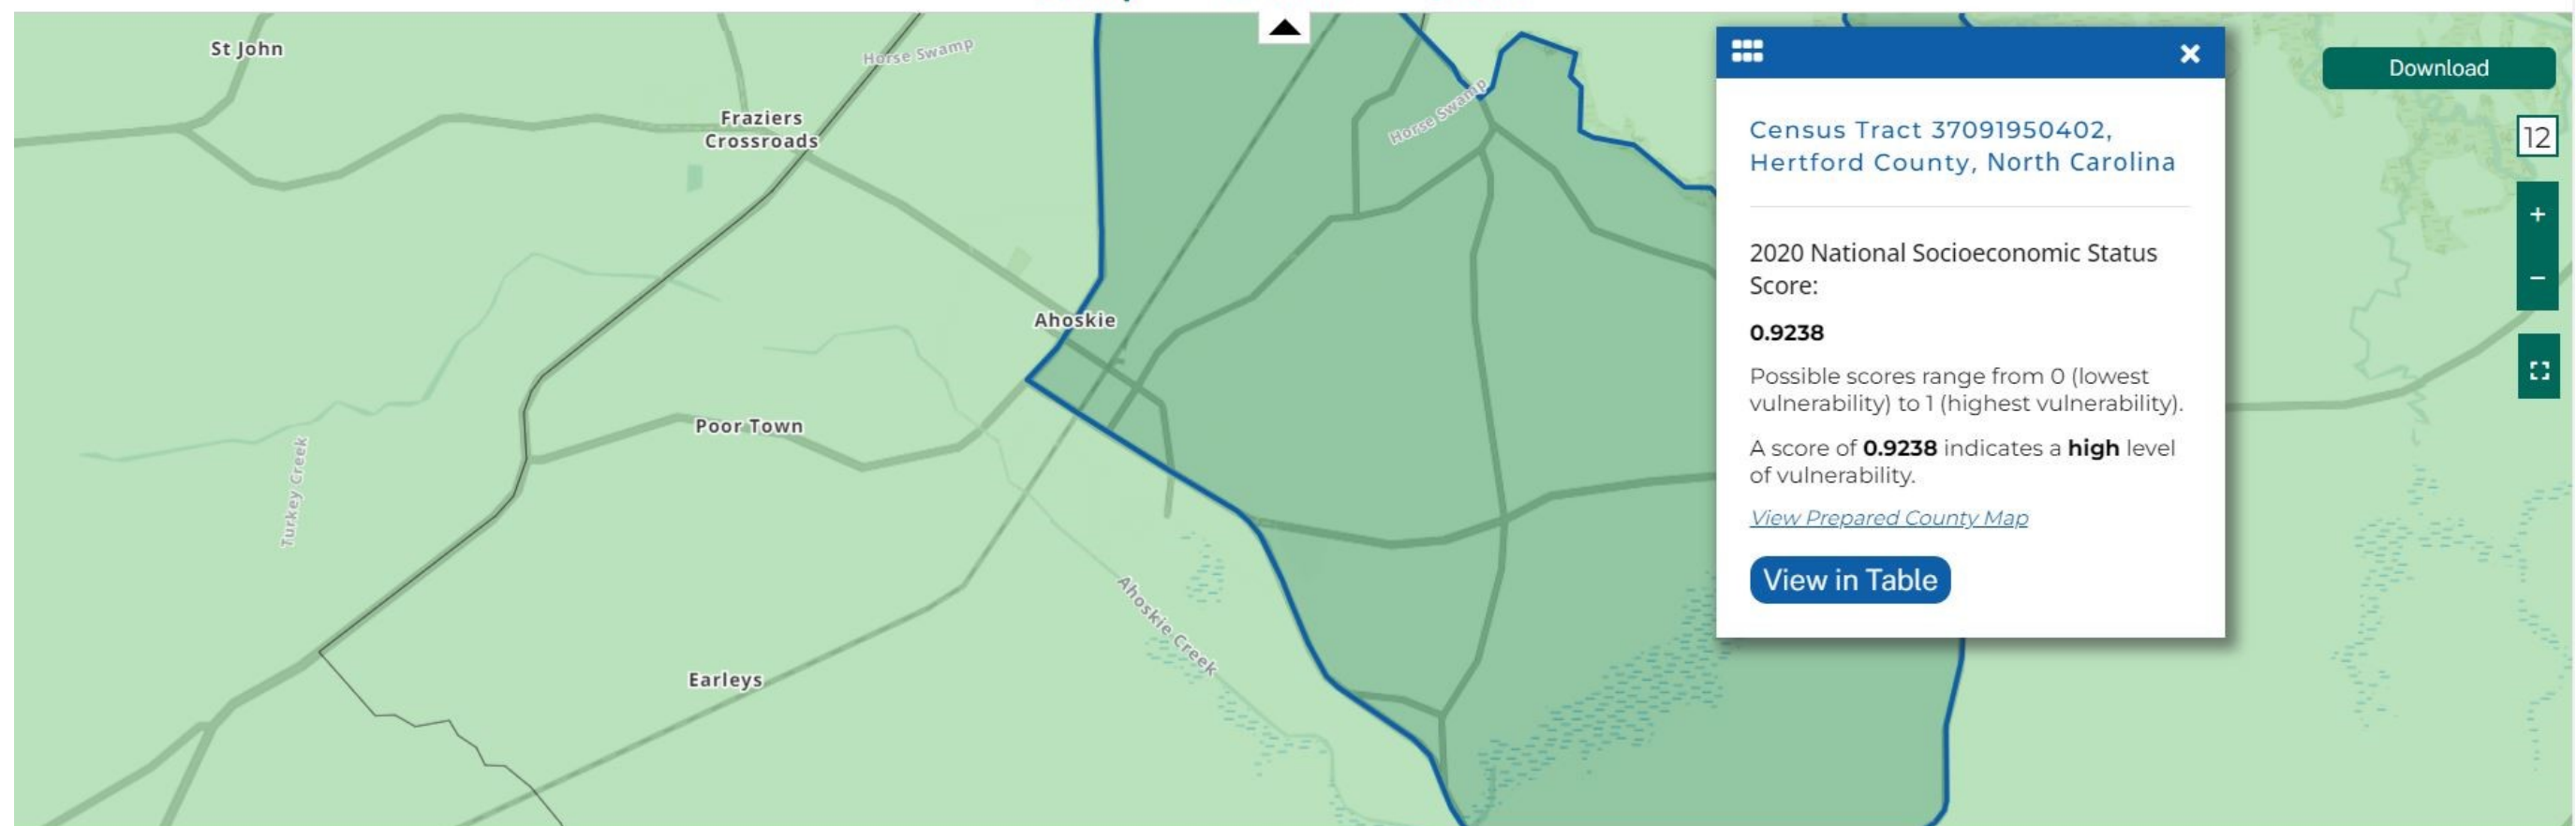 St John
Horse Swamp
Fraziers
Crossroads
Horse Swamp
Ahoskie
Poor Town
Turkey Creek
Ahoskie Creek
Earleys
Census Tract 37091950402,
Hertford County, North Carolina
2020 National Socioeconomic Status
Score:
0.9238
Possible scores range from 0 (lowest
vulnerability) to 1 (highest vulnerability).
A score of 0.9238 indicates a high level
of vulnerability.
View Prepared County Map
View in Table
Download
12
+
−